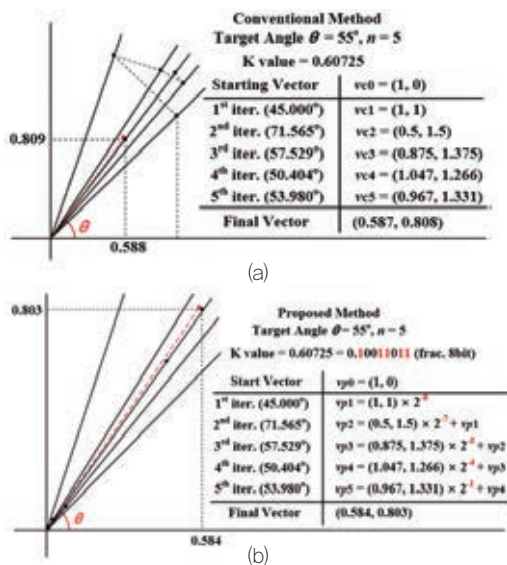 Conventional Method
Target Angle θ = 55°, n = 5
K value = 0.60725
Starting Vector vc0 = (1, 0)
1st iter. (45.000°) vc1 = (1, 1)
2nd iter. (71.565°) vc2 = (0.5, 1.5)
3rd iter. (57.529°) vc3 = (0.875, 1.375)
4th iter. (50.404°) vc4 = (1.047, 1.266)
5th iter. (53.980°) vc5 = (0.967, 1.331)
Final Vector (0.587, 0.808)
0.809
θ
0.588
(a)
0.803
Proposed Method
Target Angle θ = 55°, n = 5
K value = 0.60725 = 0.10011011 (frac. 8bit)
Start Vector vp0 = (1, 0)
1st iter. (45.000°) vp1 = (1, 1) × 2
2nd iter. (71.565°) vp2 = (0.5, 1.5) × 2 + vp1
3rd iter. (57.529°) vp3 = (0.875, 1.375) × 2 + vp2
4th iter. (50.404°) vp4 = (1.047, 1.266) × 2 + vp3
5th iter. (53.980°) vp5 = (0.967, 1.331) × 2 + vp4
Final Vector (0.584, 0.803)
θ
0.584
(b)